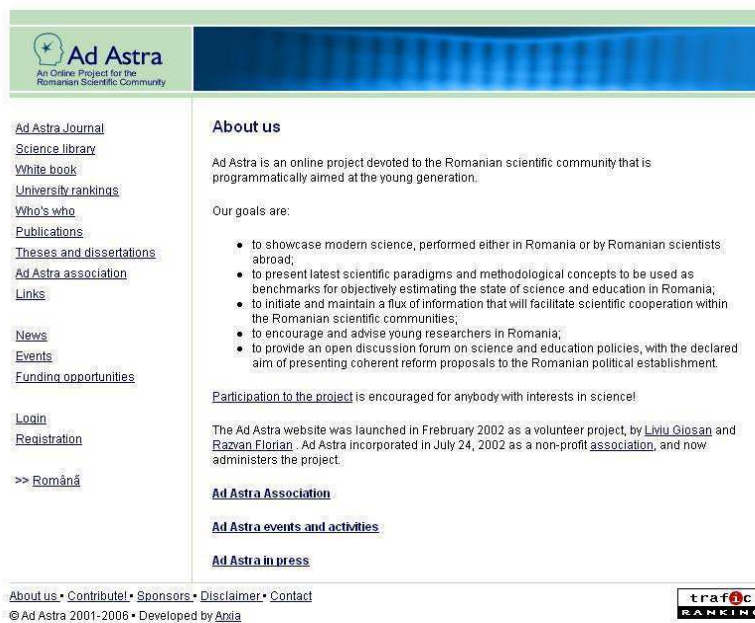 Ad Astra
An Online Project for the
Romanian Scientific Community
Ad Astra Journal
Science library
White book
University rankings
Who's who
Publications
Theses and dissertations
Ad Astra association
Links
News
Events
Funding opportunities
Login
Registration
>> Română
About us
Ad Astra is an online project devoted to the Romanian scientific community that is
programmatically aimed at the young generation.
Our goals are:
• to showcase modern science, performed either in Romania or by Romanian scientists
abroad;
• to present latest scientific paradigms and methodological concepts to be used as
benchmarks for objectively estimating the state of science and education in Romania;
• to initiate and maintain a flux of information that will facilitate scientific cooperation within
the Romanian scientific communities;
• to encourage and advise young researchers in Romania;
• to provide an open discussion forum on science and education policies, with the declared
aim of presenting coherent reform proposals to the Romanian political establishment.
Participation to the project is encouraged for anybody with interests in science!
The Ad Astra website was launched in Frebruary 2002 as a volunteer project, by Liviu Giosan and
Razvan Florian . Ad Astra incorporated in July 24, 2002 as a non-profit association, and now
administers the project.
Ad Astra Association
Ad Astra events and activities
Ad Astra in press
About us • Contribute! • Sponsors • Disclaimer • Contact
© Ad Astra 2001-2006 • Developed by Arxia
trafic
RANKING